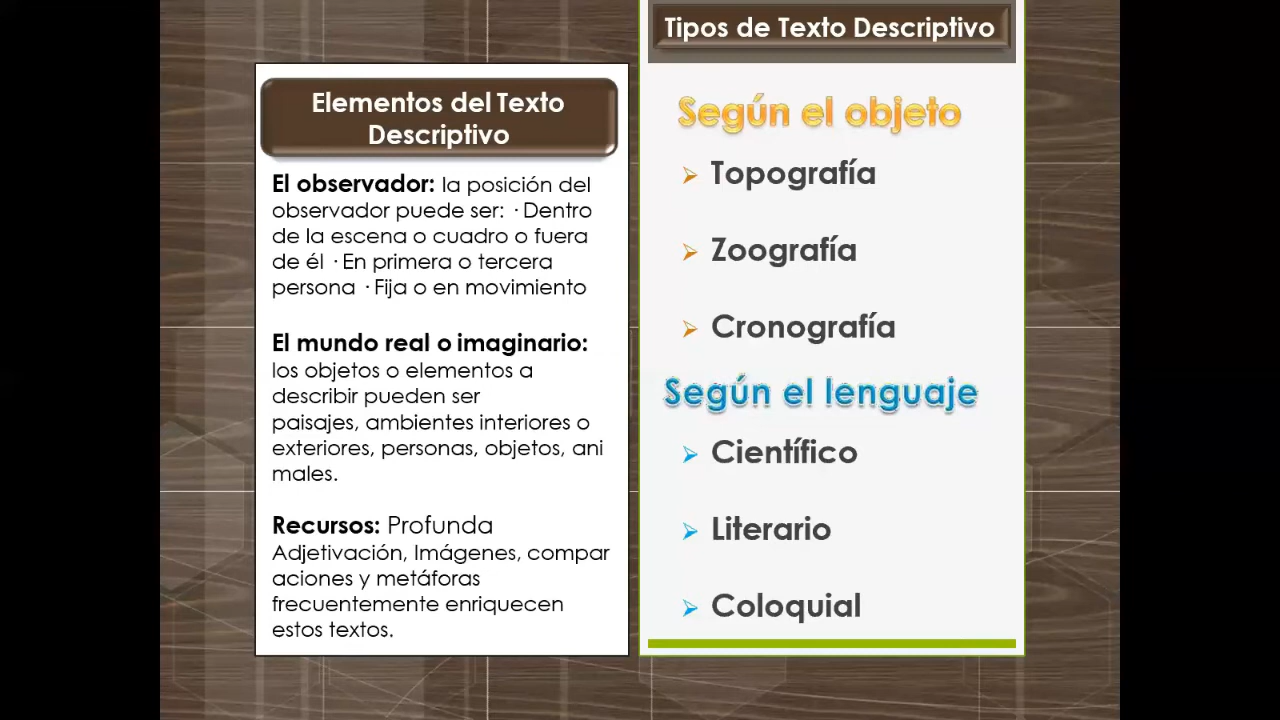 Elementos del Texto
Descriptivo
El observador: la posición del
observador puede ser: · Dentro
de la escena o cuadro o fuera
de él · En primera o tercera
persona · Fija o en movimiento
El mundo real o imaginario:
los objetos o elementos a
describir pueden ser
paisajes, ambientes interiores o
exteriores, personas, objetos, ani
males.
Recursos: Profunda
Adjetivación, Imágenes, compar
aciones y metáforas
frecuentemente enriquecen
estos textos.
Tipos de Texto Descriptivo
Según el objeto
Topografía
Zoografía
Cronografía
Según el lenguaje
Científico
Literario
Coloquial